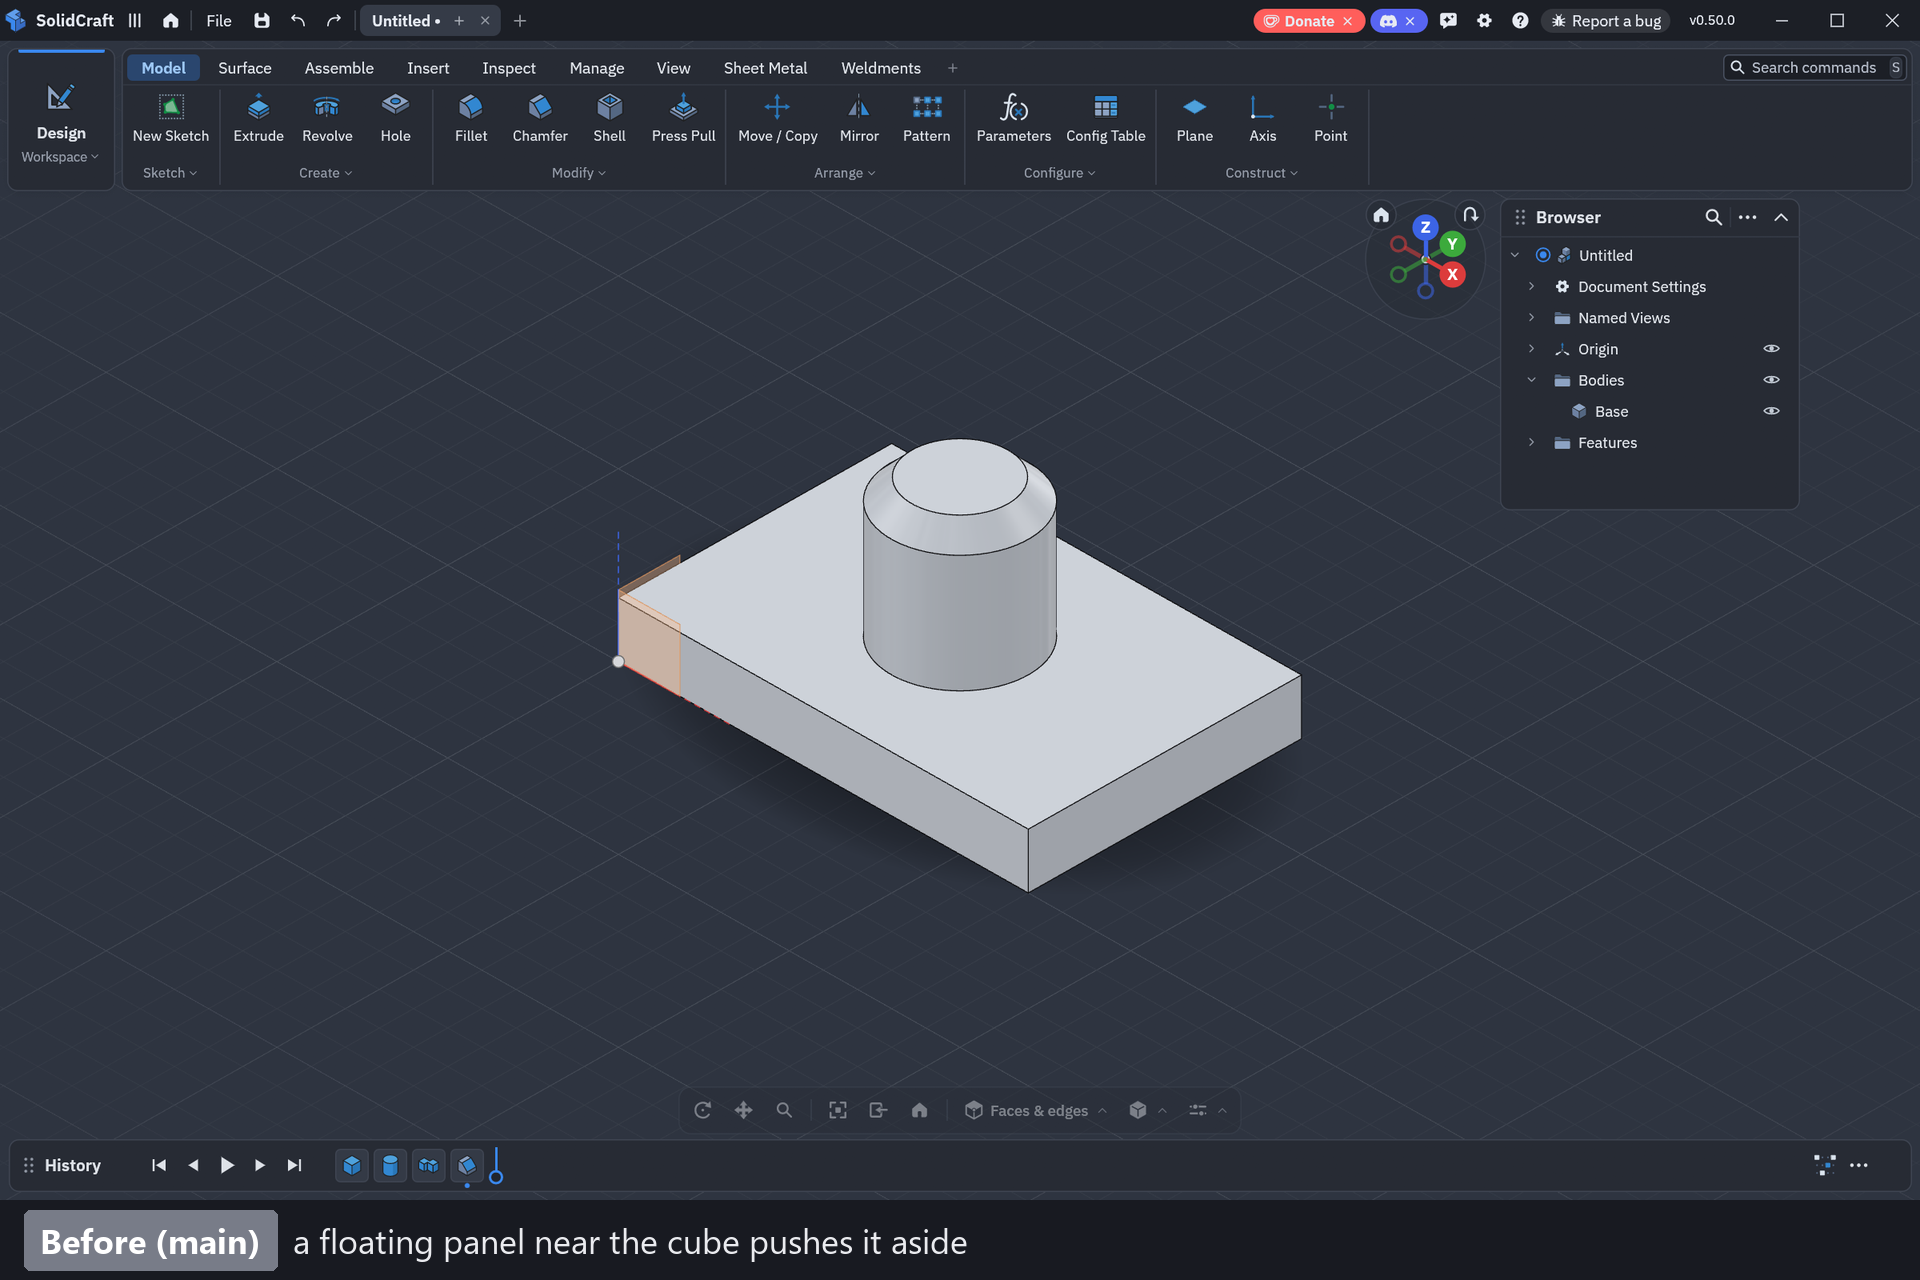 SolidCraft File Untitled • Donate Report a bug v0.50.0
Model Surface Assemble Insert Inspect Manage View Sheet Metal Weldments Search commands S
Design
Workspace
New Sketch Extrude Revolve Hole Fillet Chamfer Shell Press Pull Move / Copy Mirror Pattern Parameters Config Table Plane Axis Point
Sketch Create Modify Arrange Configure Construct
Z
Y
X
Browser
Untitled
Document Settings
Named Views
Origin
Bodies
Base
Features
Faces & edges
History
Before (main) a floating panel near the cube pushes it aside